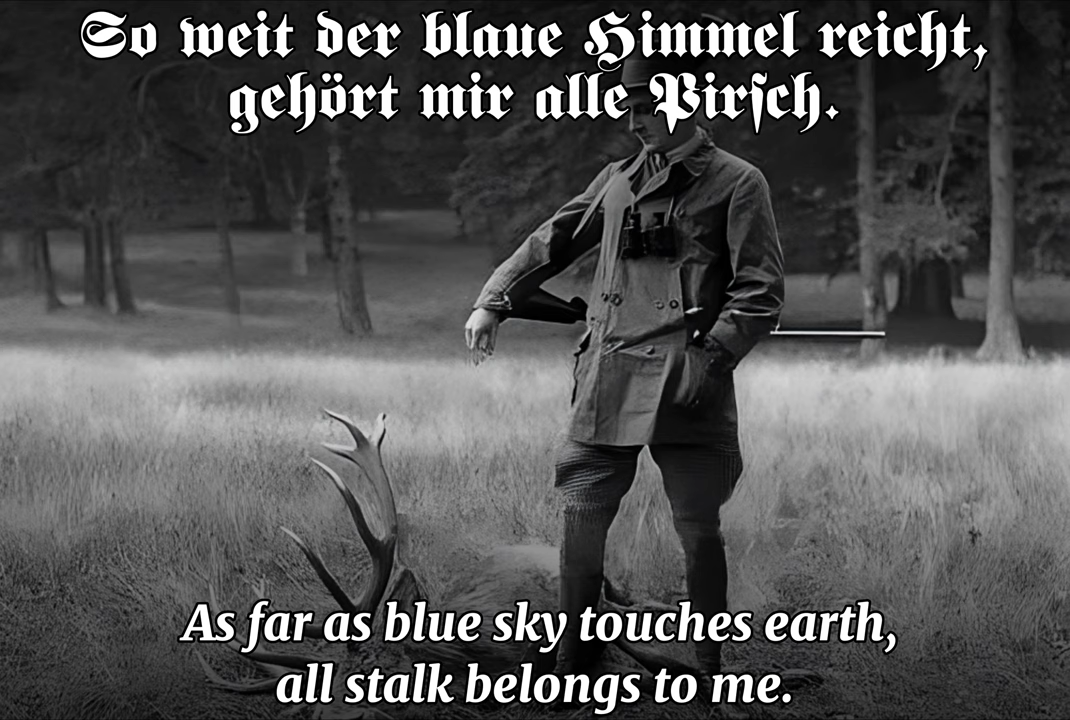 So weit der blaue Himmel reicht,
gehört mir alle Pirſch.
As far as blue sky touches earth,
all stalk belongs to me.